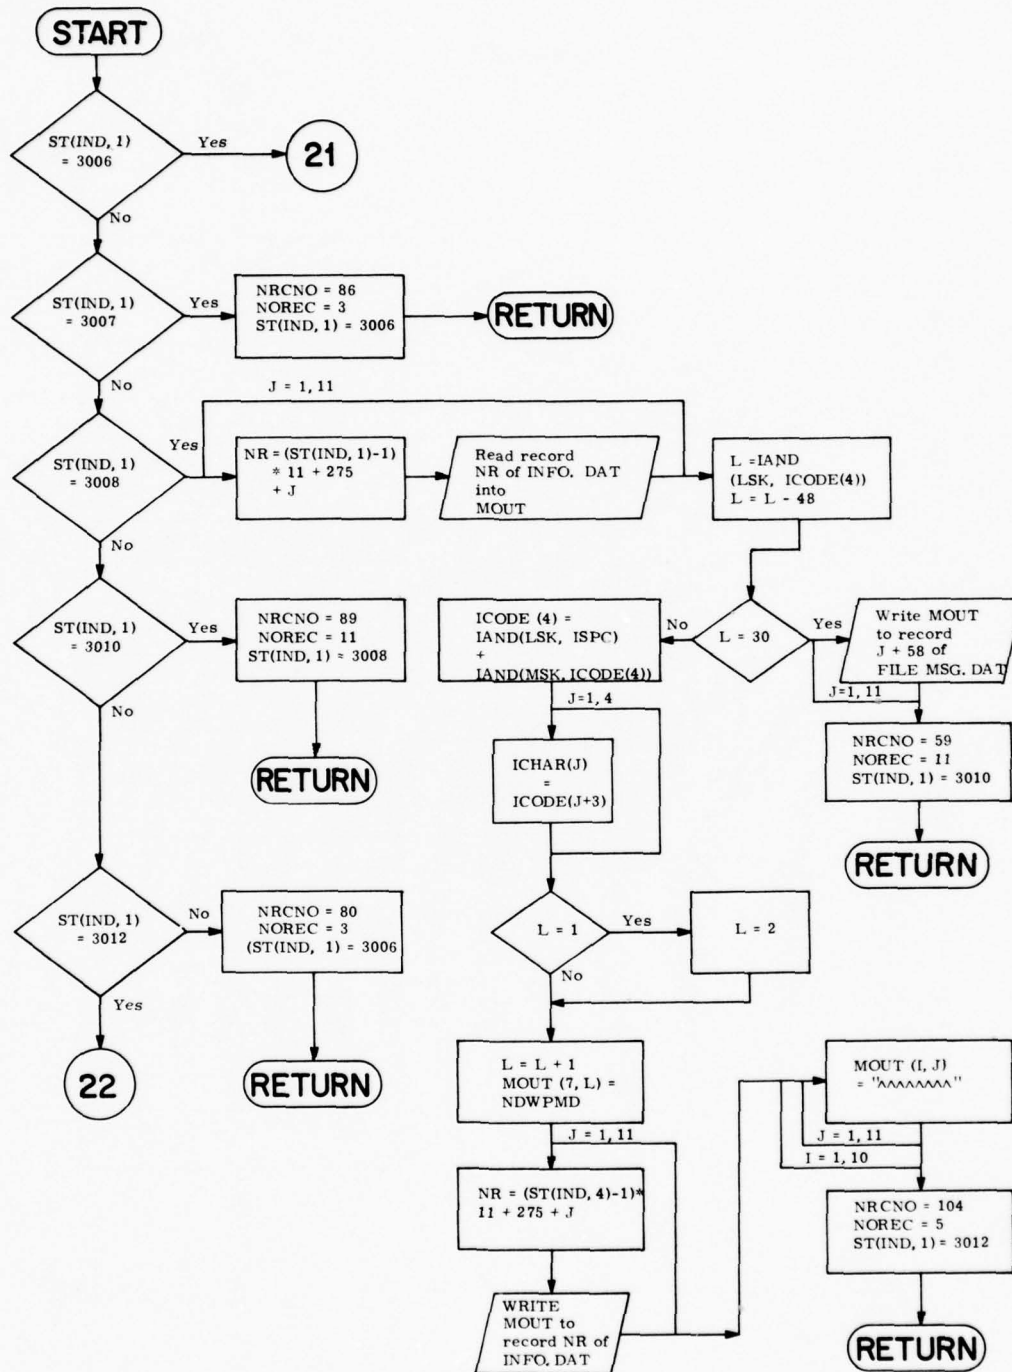 START
ST(IND, 1)
= 3006
Yes
21
No
ST(IND, 1)
= 3007
Yes
NRCNO = 86
NOREC = 3
ST(IND, 1) = 3006
RETURN
No
J = 1, 11
ST(IND, 1)
= 3008
Yes
NR = (ST(IND, 1)-1)
* 11 + 275
+ J
Read record
NR of INFO. DAT
into
MOUT
L =IAND
(LSK, ICODE(4))
L = L - 48
No
ST(IND, 1)
= 3010
Yes
NRCNO = 89
NOREC = 11
ST(IND, 1) = 3008
RETURN
No
L = 30
No
ICODE (4) =
IAND(LSK, ISPC)
+
IAND(MSK, ICODE(4))
Yes
Write MOUT
to record
J + 58 of
FILE MSG. DAT
J=1, 11
NRCNO = 59
NOREC = 11
ST(IND, 1) = 3010
RETURN
J=1, 4
ICHAR(J)
=
ICODE(J+3)
ST(IND, 1)
= 3012
No
NRCNO = 80
NOREC = 3
(ST(IND, 1) = 3006
RETURN
Yes
22
L = 1
Yes
L = 2
No
L = L + 1
MOUT (7, L) =
NDWPMD
J = 1, 11
NR = (ST(IND, 4)-1)*
11 + 275 + J
WRITE
MOUT to
record NR of
INFO. DAT
MOUT (I, J)
= "^^^^^^^^"
J = 1, 11
I = 1, 10
NRCNO = 104
NOREC = 5
ST(IND, 1) = 3012
RETURN